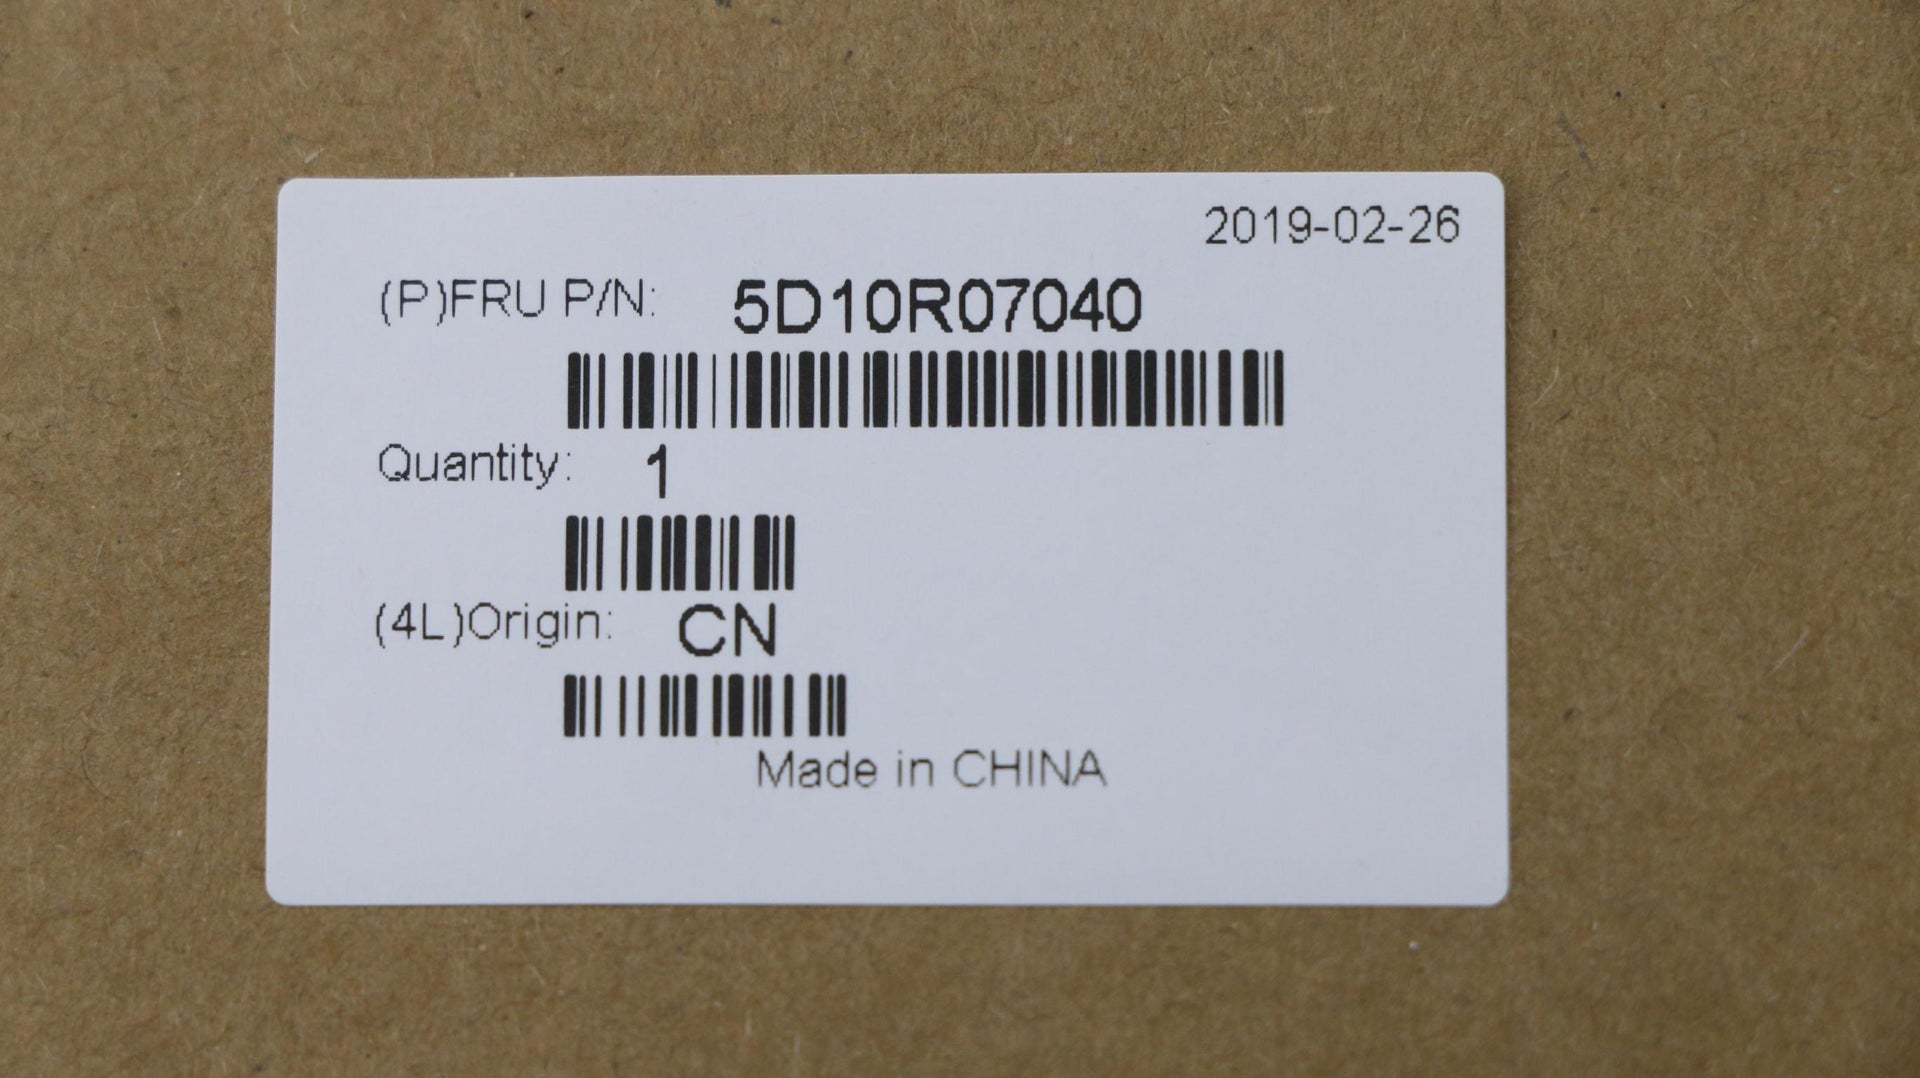 2019-02-26
(P)FRU P/N: 5D10R07040
Quantity: 1
(4L)Origin: CN
Made in CHINA